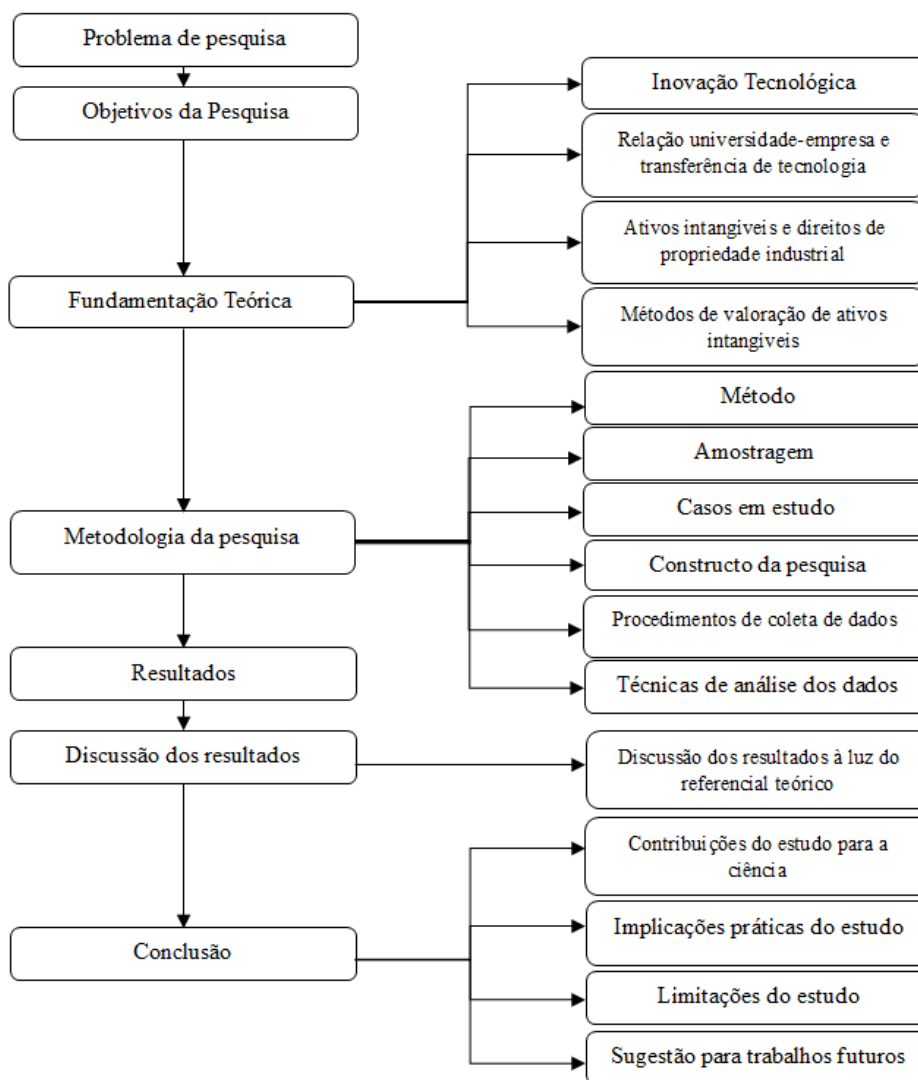 Problema de pesquisa
Objetivos da Pesquisa
Fundamentação Teórica
Inovação Tecnológica
Relação universidade-empresa e
transferência de tecnologia
Ativos intangiveis e direitos de
propriedade industrial
Métodos de valoração de ativos
intangiveis
Metodologia da pesquisa
Método
Amostragem
Casos em estudo
Constructo da pesquisa
Procedimentos de coleta de dados
Técnicas de análise dos dados
Resultados
Discussão dos resultados
Discussão dos resultados à luz do
referencial teórico
Conclusão
Contribuições do estudo para a
ciência
Implicações práticas do estudo
Limitações do estudo
Sugestão para trabalhos futuros